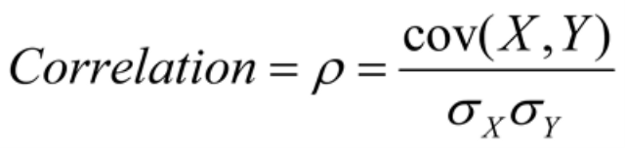 Correlation = ρ = cov(X,Y) / σ_X σ_Y